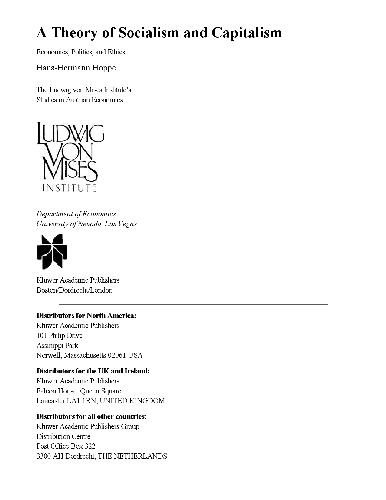 A Theory of Socialism and Capitalism
Economics, Politics, and Ethics
Hans-Hermann Hoppe
The Ludwig von Mises Institute's
Studies in Austrian Economics
LUDWIG
VON
MISES
INSTITUTE
Department of Economics
University of Nevada, Las Vegas
Kluwer Academic Publishers
Boston/Dordrecht/London
Distributors for North America:
Kluwer Academic Publishers
101 Philip Drive
Assinippi Park
Norwell, Massachusetts 02061 USA
Distributors for the UK and Ireland:
Kluwer Academic Publishers
Falcon House, Queen Square
Lancaster LA1 1RN, UNITED KINGDOM
Distributors for all other countries:
Kluwer Academic Publishers Group
Distribution Centre
Post Office Box 322
3300 AH Dordrecht, THE NETHERLANDS